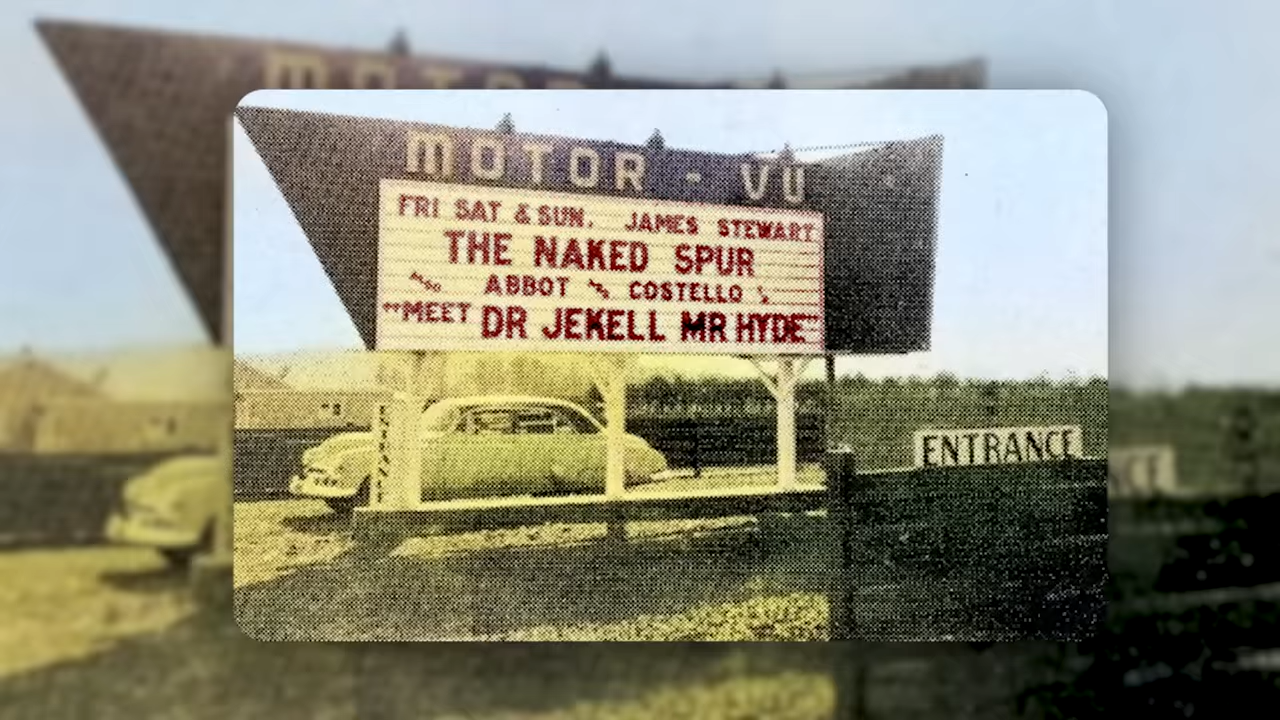 MOTOR - VU
FRI SAT & SUN. JAMES STEWART
THE NAKED SPUR
ABBOT COSTELLO
"MEET DR JEKELL MR HYDE"
ENTRANCE